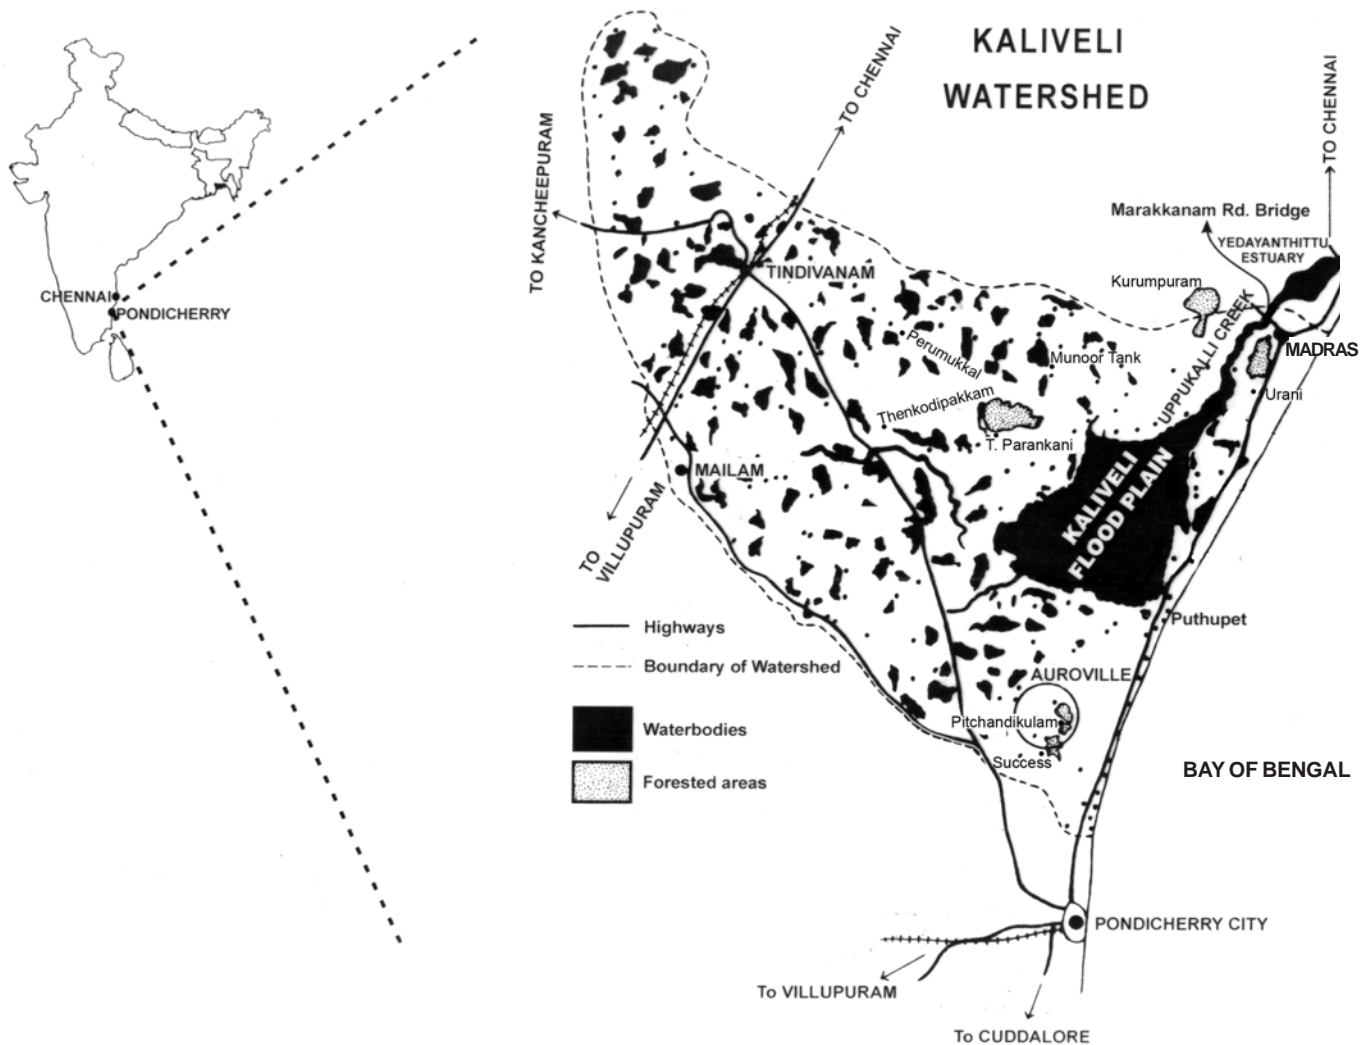 KALIVELI
WATERSHED
TO CHENNAI
TO CHENNAI
TO KANCHEEPURAM
Marakkanam Rd. Bridge
YEDAYANTHITTU
ESTUARY
Kurumpuram
CHENNAI
PONDICHERRY
TINDIVANAM
UPPUKALLI CREEK
MADRAS
Perumukkal
Munoor Tank
Urani
Thenkodipakkam
T. Parankani
MAILAM
KALIVELI
FLOOD PLAIN
TO
VILLUPURAM
Highways
Boundary of Watershed
Waterbodies
Forested areas
Puthupet
AUROVILLE
Pitchandikulam
Success
BAY OF BENGAL
PONDICHERRY CITY
To VILLUPURAM
To CUDDALORE